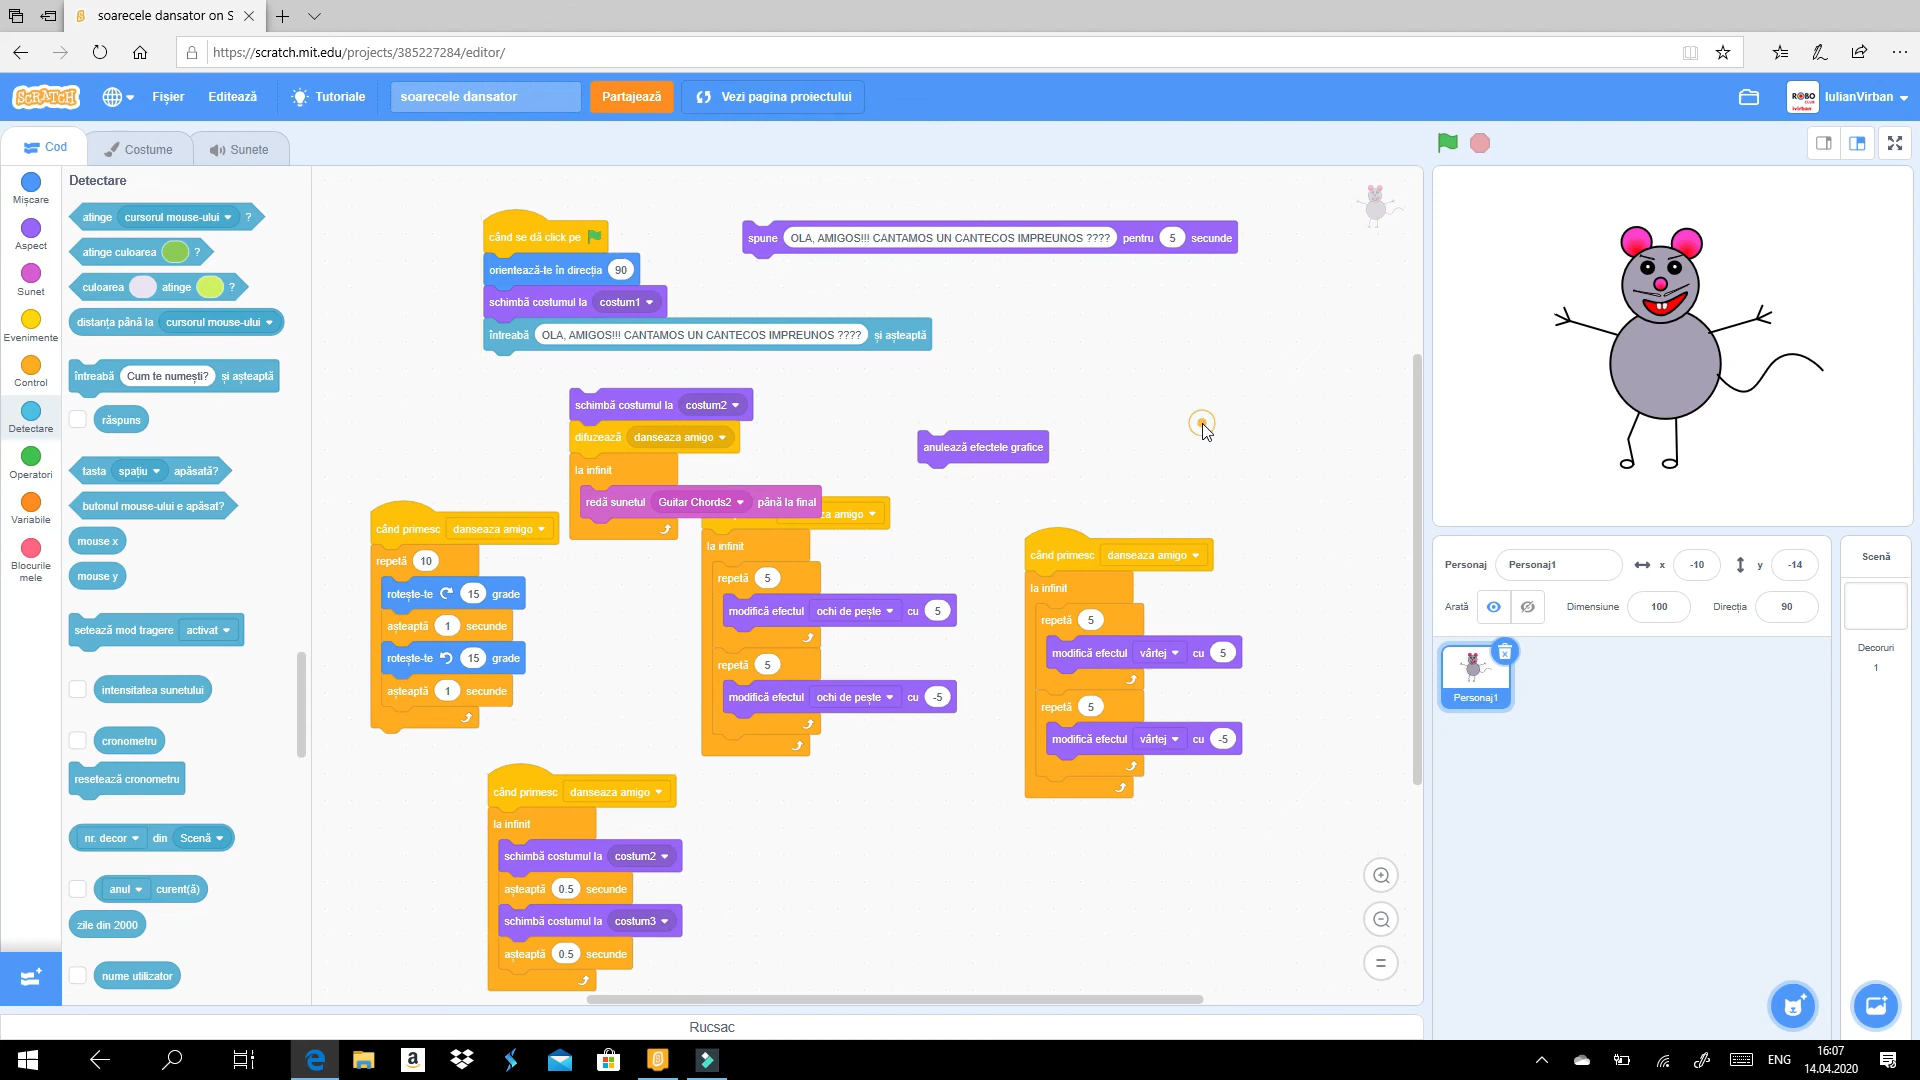 soarecele dansator on S
https://scratch.mit.edu/projects/385227284/editor/
SCRATCH
Fișier
Editează
Tutoriale
soarecele dansator
Partajează
Vezi pagina proiectului
ROBO
IulianVirban
Cod
Costume
Sunete
Mișcare
Aspect
Sunet
Evenimente
Control
Detectare
Operatori
Variabile
Blocurile
mele
Detectare
atinge cursorul mouse-ului ?
atinge culoarea ?
culoarea atinge ?
distanța până la cursorul mouse-ului
întreabă Cum te numești? și așteaptă
răspuns
tasta spațiu apăsată?
butonul mouse-ului e apăsat?
mouse x
mouse y
setează mod tragere activat
intensitatea sunetului
cronometru
resetează cronometru
nr. decor din Scenă
anul curent(ă)
zile din 2000
nume utilizator
când se dă click pe
orientează-te în direcția 90
schimbă costumul la costum1
întreabă OLA, AMIGOS!!! CANTAMOS UN CANTECOS IMPREUNOS ???? și așteaptă
spune OLA, AMIGOS!!! CANTAMOS UN CANTECOS IMPREUNOS ???? pentru 5 secunde
schimbă costumul la costum2
difuzează danseaza amigo
la infinit
redă sunetul Guitar Chords2 până la final
anulează efectele grafice
când primesc danseaza amigo
repetă 10
rotește-te 15 grade
așteaptă 1 secunde
rotește-te 15 grade
așteaptă 1 secunde
za amigo
la infinit
repetă 5
modifică efectul ochi de pește cu 5
repetă 5
modifică efectul ochi de pește cu -5
când primesc danseaza amigo
la infinit
repetă 5
modifică efectul vârtej cu 5
repetă 5
modifică efectul vârtej cu -5
când primesc danseaza amigo
la infinit
schimbă costumul la costum2
așteaptă 0.5 secunde
schimbă costumul la costum3
așteaptă 0.5 secunde
Rucsac
Personaj Personaj1 x -10 y -14
Arată Dimensiune 100 Direcția 90
Personaj1
Scenă
Decoruri
1
ENG
16:07
14.04.2020